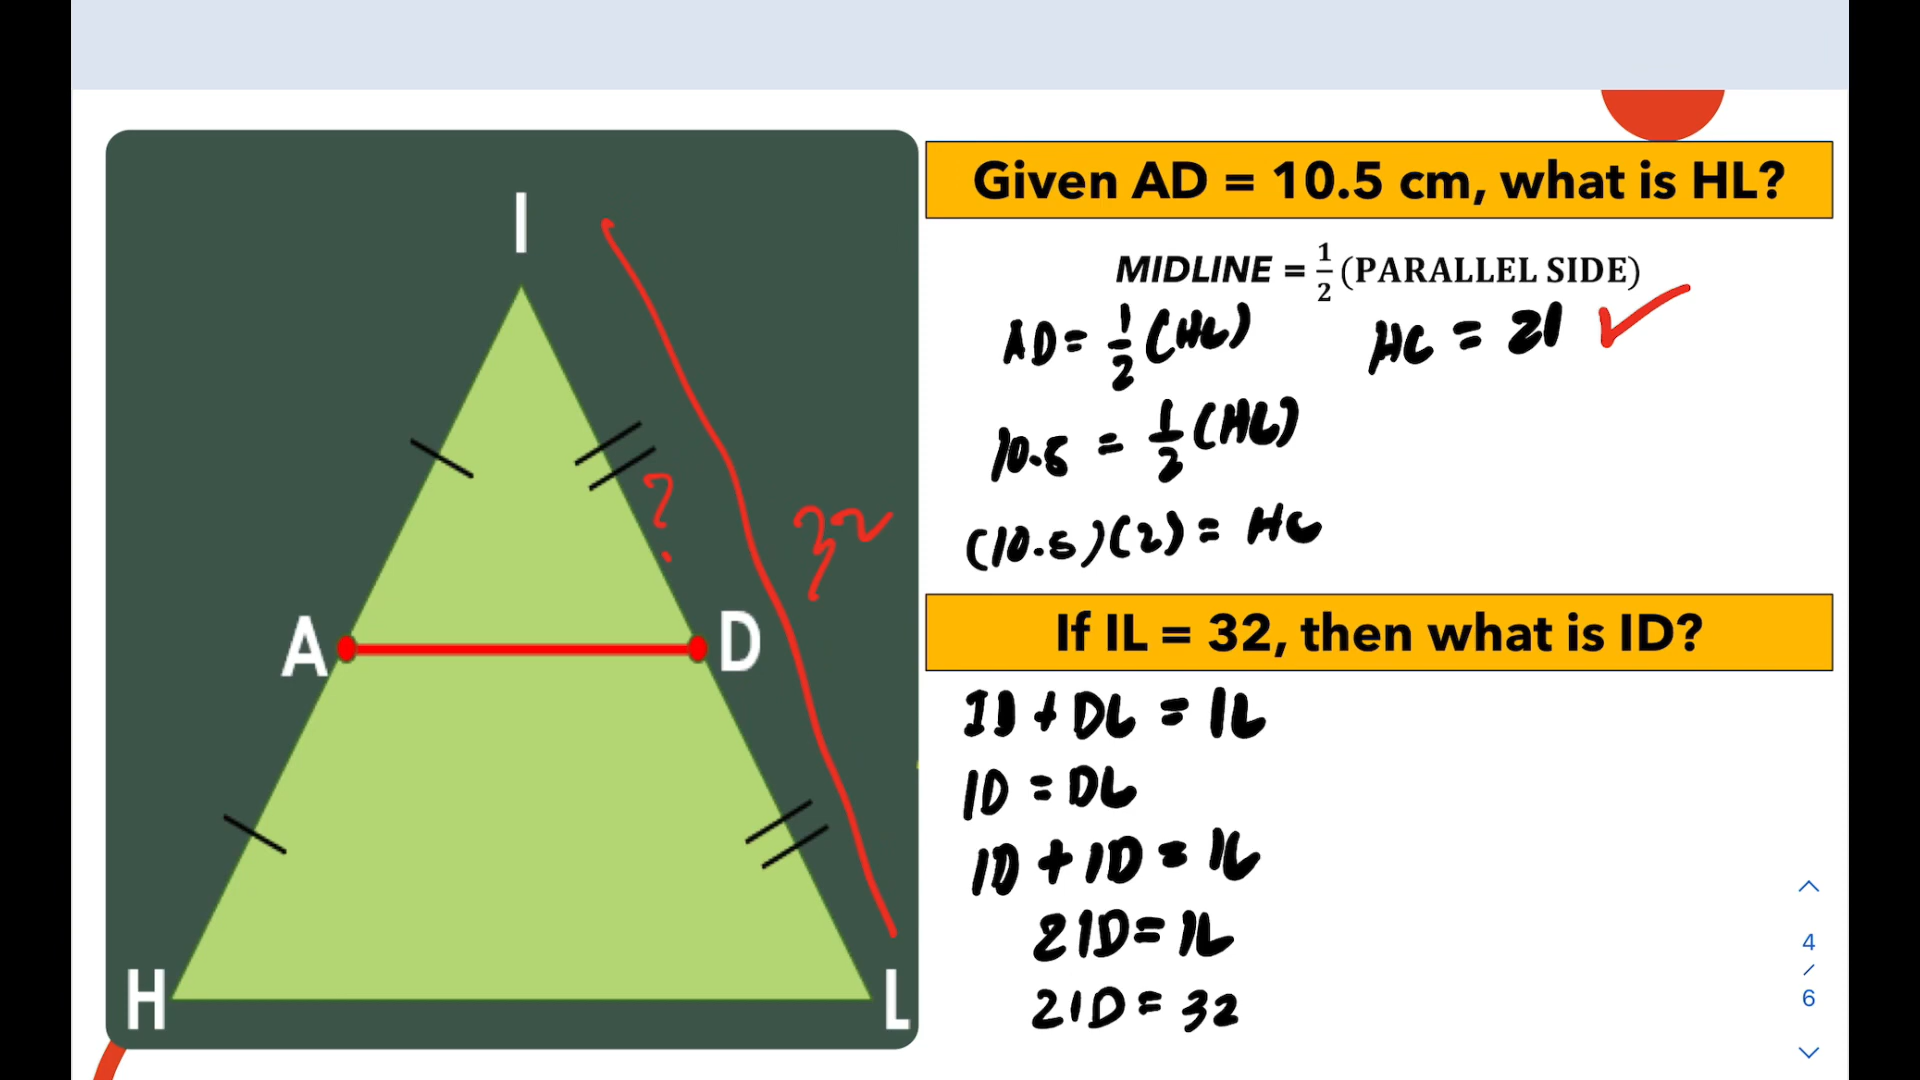 I
A
D
H
L
?
32
Given AD = 10.5 cm, what is HL?
MIDLINE = 1/2 (PARALLEL SIDE)
AD = 1/2 (HL)
HL = 21 ✓
10.5 = 1/2 (HL)
(10.5)(2) = HL
If IL = 32, then what is ID?
ID + DL = IL
ID = DL
ID + ID = IL
2ID = IL
2ID = 32
4
/
6